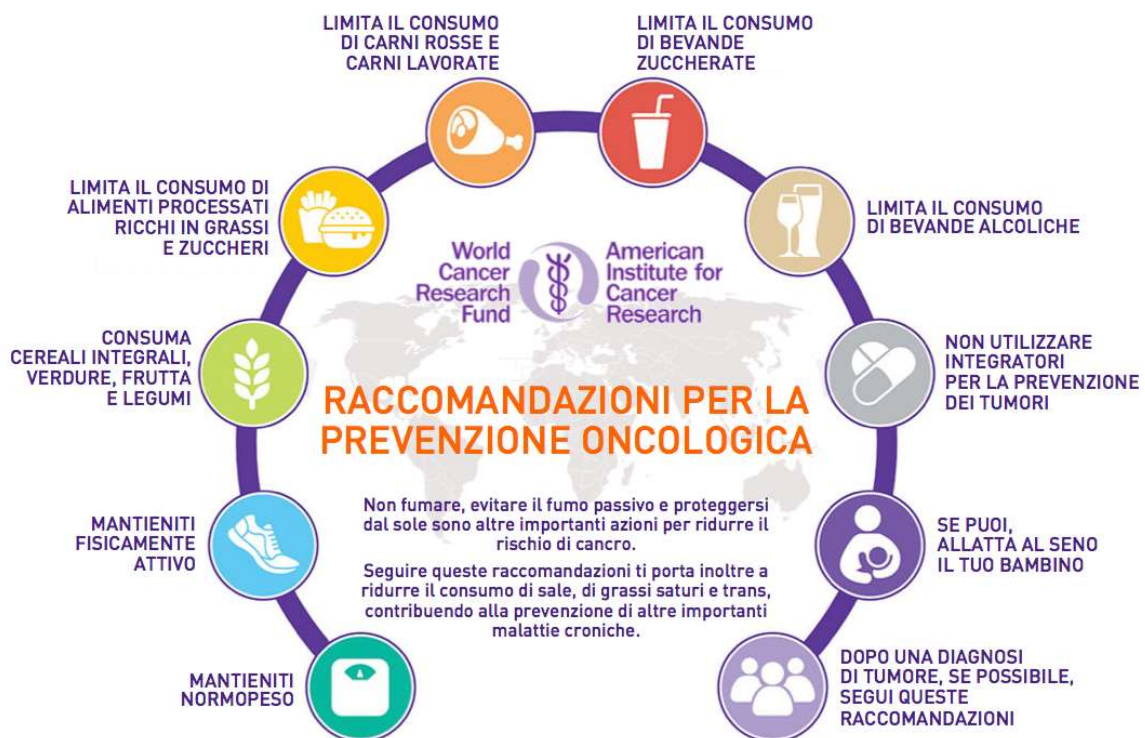 LIMITA IL CONSUMO
DI CARNI ROSSE E
CARNI LAVORATE
LIMITA IL CONSUMO
DI BEVANDE
ZUCCHERATE
LIMITA IL CONSUMO DI
ALIMENTI PROCESSATI
RICCHI IN GRASSI
E ZUCCHERI
LIMITA IL CONSUMO
DI BEVANDE ALCOLICHE
World
Cancer
Research
Fund
American
Institute for
Cancer
Research
CONSUMA
CEREALI INTEGRALI,
VERDURE, FRUTTA
E LEGUMI
NON UTILIZZARE
INTEGRATORI
PER LA PREVENZIONE
DEI TUMORI
RACCOMANDAZIONI PER LA
PREVENZIONE ONCOLOGICA
Non fumare, evitare il fumo passivo e proteggersi
dal sole sono altre importanti azioni per ridurre il
rischio di cancro.
Seguire queste raccomandazioni ti porta inoltre a
ridurre il consumo di sale, di grassi saturi e trans,
contribuendo alla prevenzione di altre importanti
malattie croniche.
MANTIENITI
FISICAMENTE
ATTIVO
SE PUOI,
ALLATTA AL SENO
IL TUO BAMBINO
MANTIENITI
NORMOPESO
DOPO UNA DIAGNOSI
DI TUMORE, SE POSSIBILE,
SEGUI QUESTE
RACCOMANDAZIONI